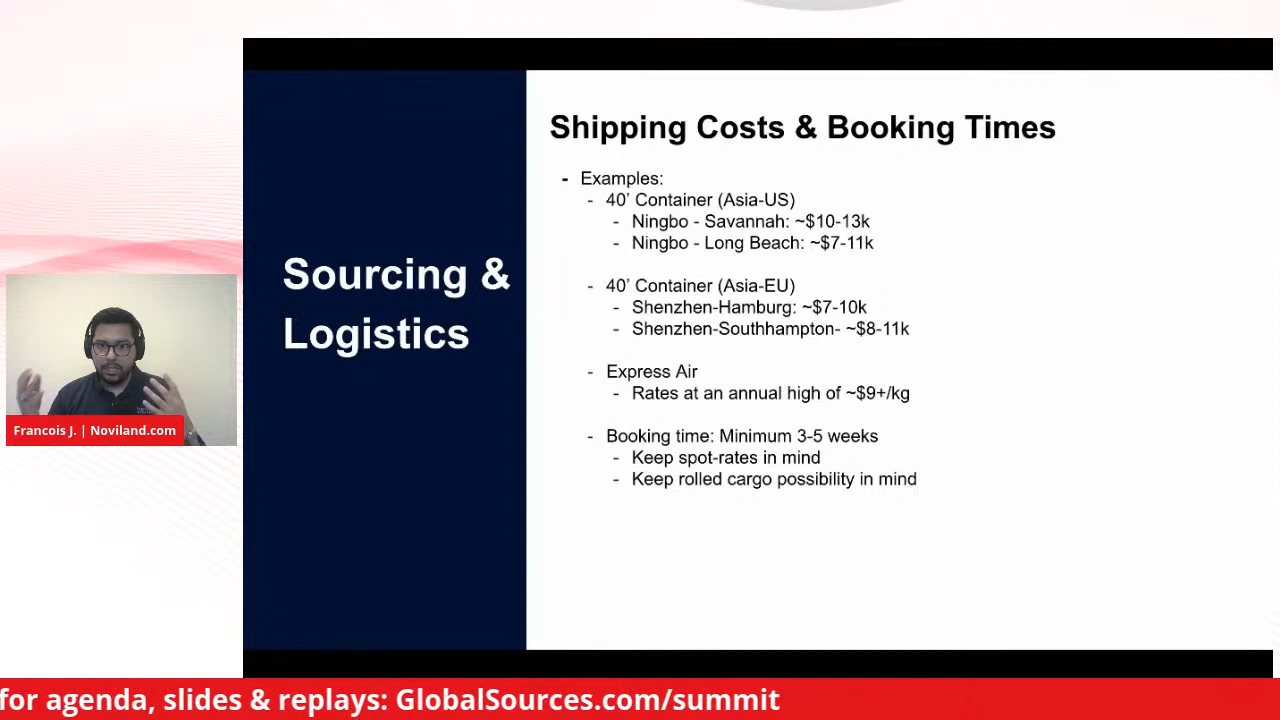 Shipping Costs & Booking Times
Sourcing &
Logistics
- Examples:
- 40' Container (Asia-US)
- Ningbo - Savannah: ~$10-13k
- Ningbo - Long Beach: ~$7-11k
- 40' Container (Asia-EU)
- Shenzhen-Hamburg: ~$7-10k
- Shenzhen-Southhampton- ~$8-11k
- Express Air
- Rates at an annual high of ~$9+/kg
- Booking time: Minimum 3-5 weeks
- Keep spot-rates in mind
- Keep rolled cargo possibility in mind
Francois J. | Noviland.com
for agenda, slides & replays: GlobalSources.com/summit